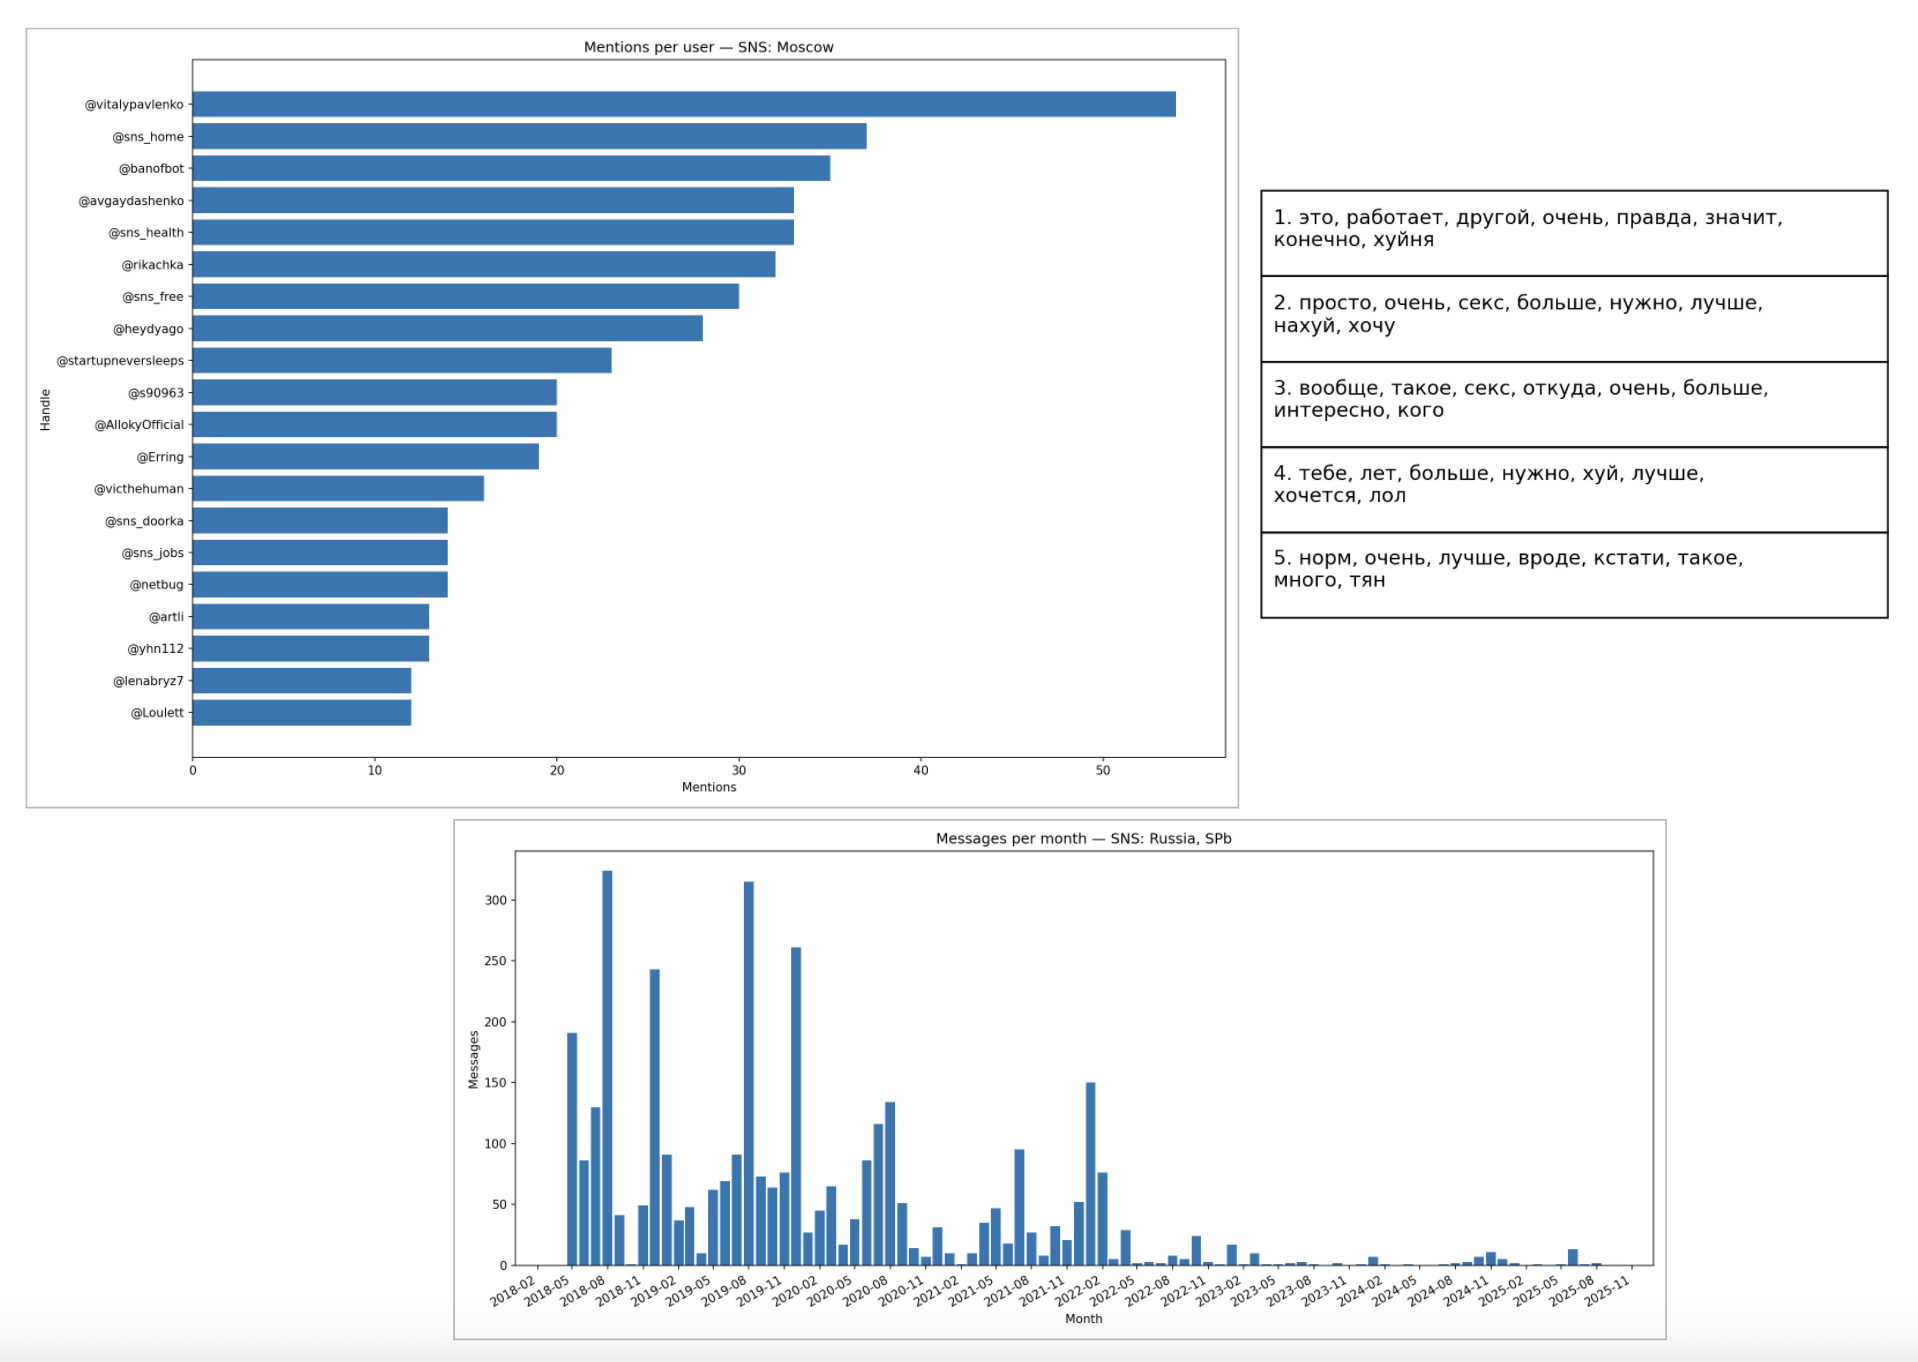 Mentions per user — SNS: Moscow
@vitalypavlenko
@sns_home
@banofbot
@avgaydashenko
@sns_health
@rikachka
@sns_free
@heydyago
@startupneversleeps
@s90963
@AllokyOfficial
@Erring
@victhehuman
@sns_doorka
@sns_jobs
@netbug
@artli
@yhn112
@lenabryz7
@Loulett
Handle
0 10 20 30 40 50
Mentions
1. это, работает, другой, очень, правда, значит,
конечно, хуйня
2. просто, очень, секс, больше, нужно, лучше,
нахуй, хочу
3. вообще, такое, секс, откуда, очень, больше,
интересно, кого
4. тебе, лет, больше, нужно, хуй, лучше,
хочется, лол
5. норм, очень, лучше, вроде, кстати, такое,
много, тян
Messages per month — SNS: Russia, SPb
300
250
200
150
100
50
0
Messages
2018-02 2018-05 2018-08 2018-11 2019-02 2019-05 2019-08 2019-11 2020-02 2020-05 2020-08 2020-11 2021-02 2021-05 2021-08 2021-11 2022-02 2022-05 2022-08 2022-11 2023-02 2023-05 2023-08 2023-11 2024-02 2024-05 2024-08 2024-11 2025-02 2025-05 2025-08 2025-11
Month